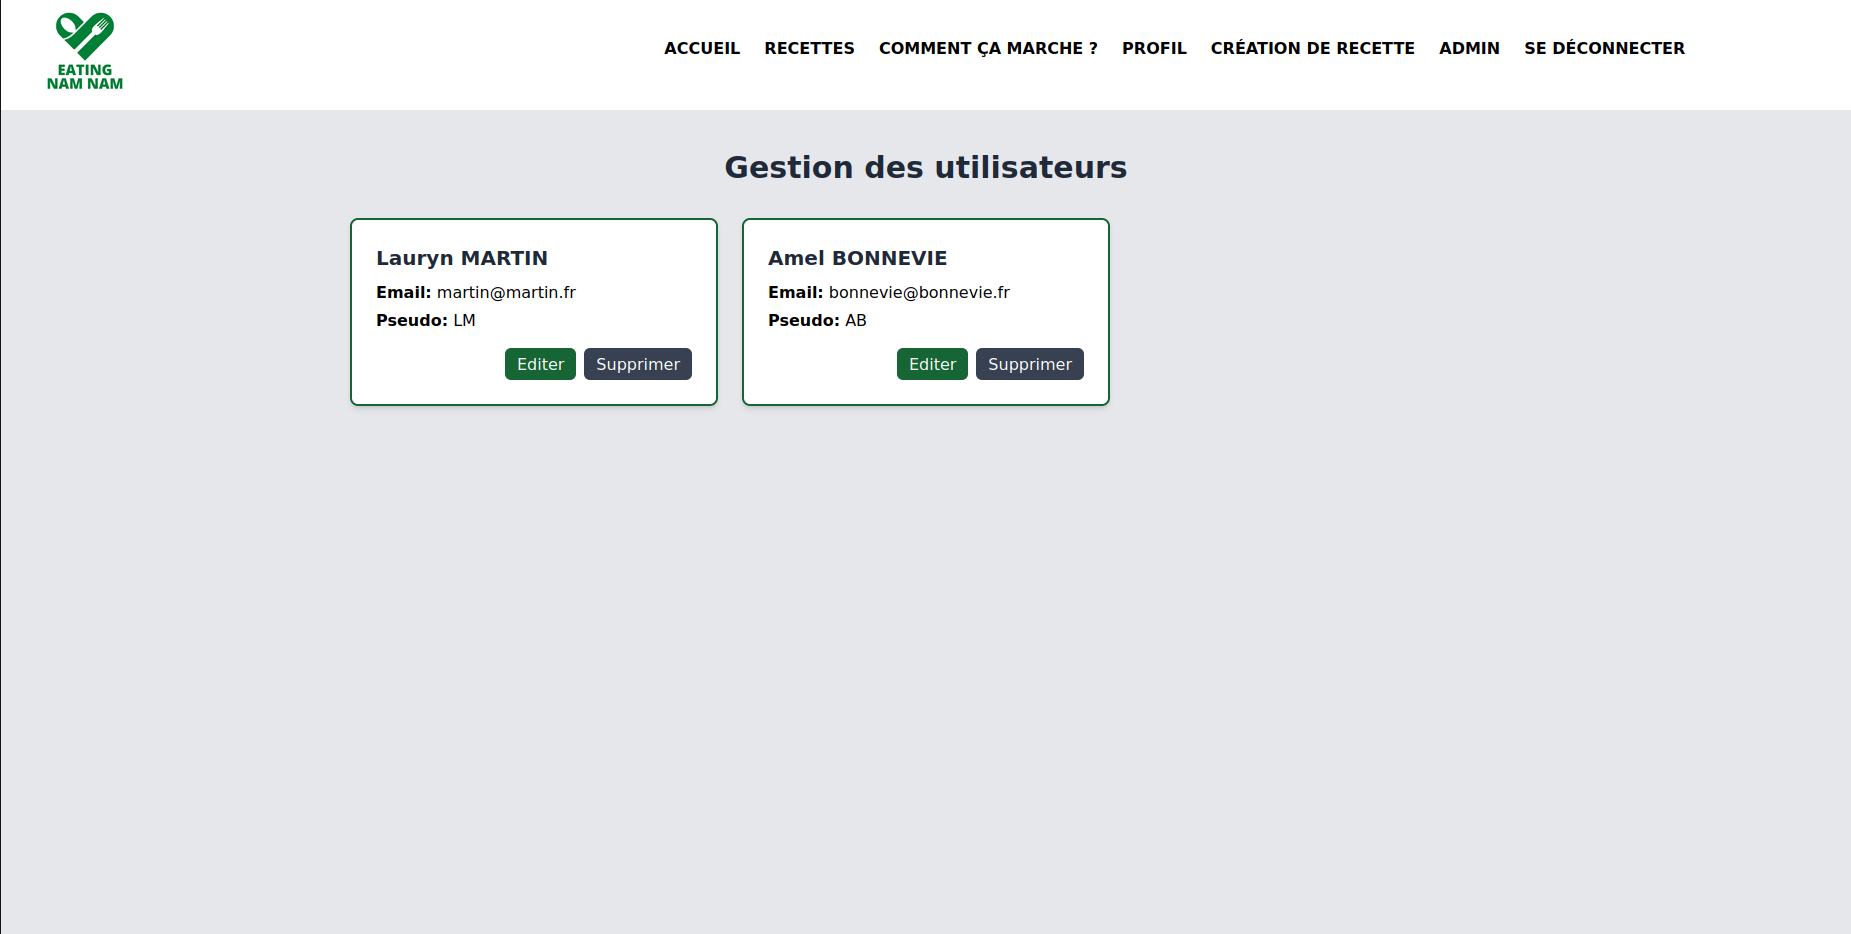 EATING
NAM NAM
ACCUEIL RECETTES COMMENT ÇA MARCHE ? PROFIL CRÉATION DE RECETTE ADMIN SE DÉCONNECTER
Gestion des utilisateurs
Lauryn MARTIN
Email: martin@martin.fr
Pseudo: LM
Editer Supprimer
Amel BONNEVIE
Email: bonnevie@bonnevie.fr
Pseudo: AB
Editer Supprimer